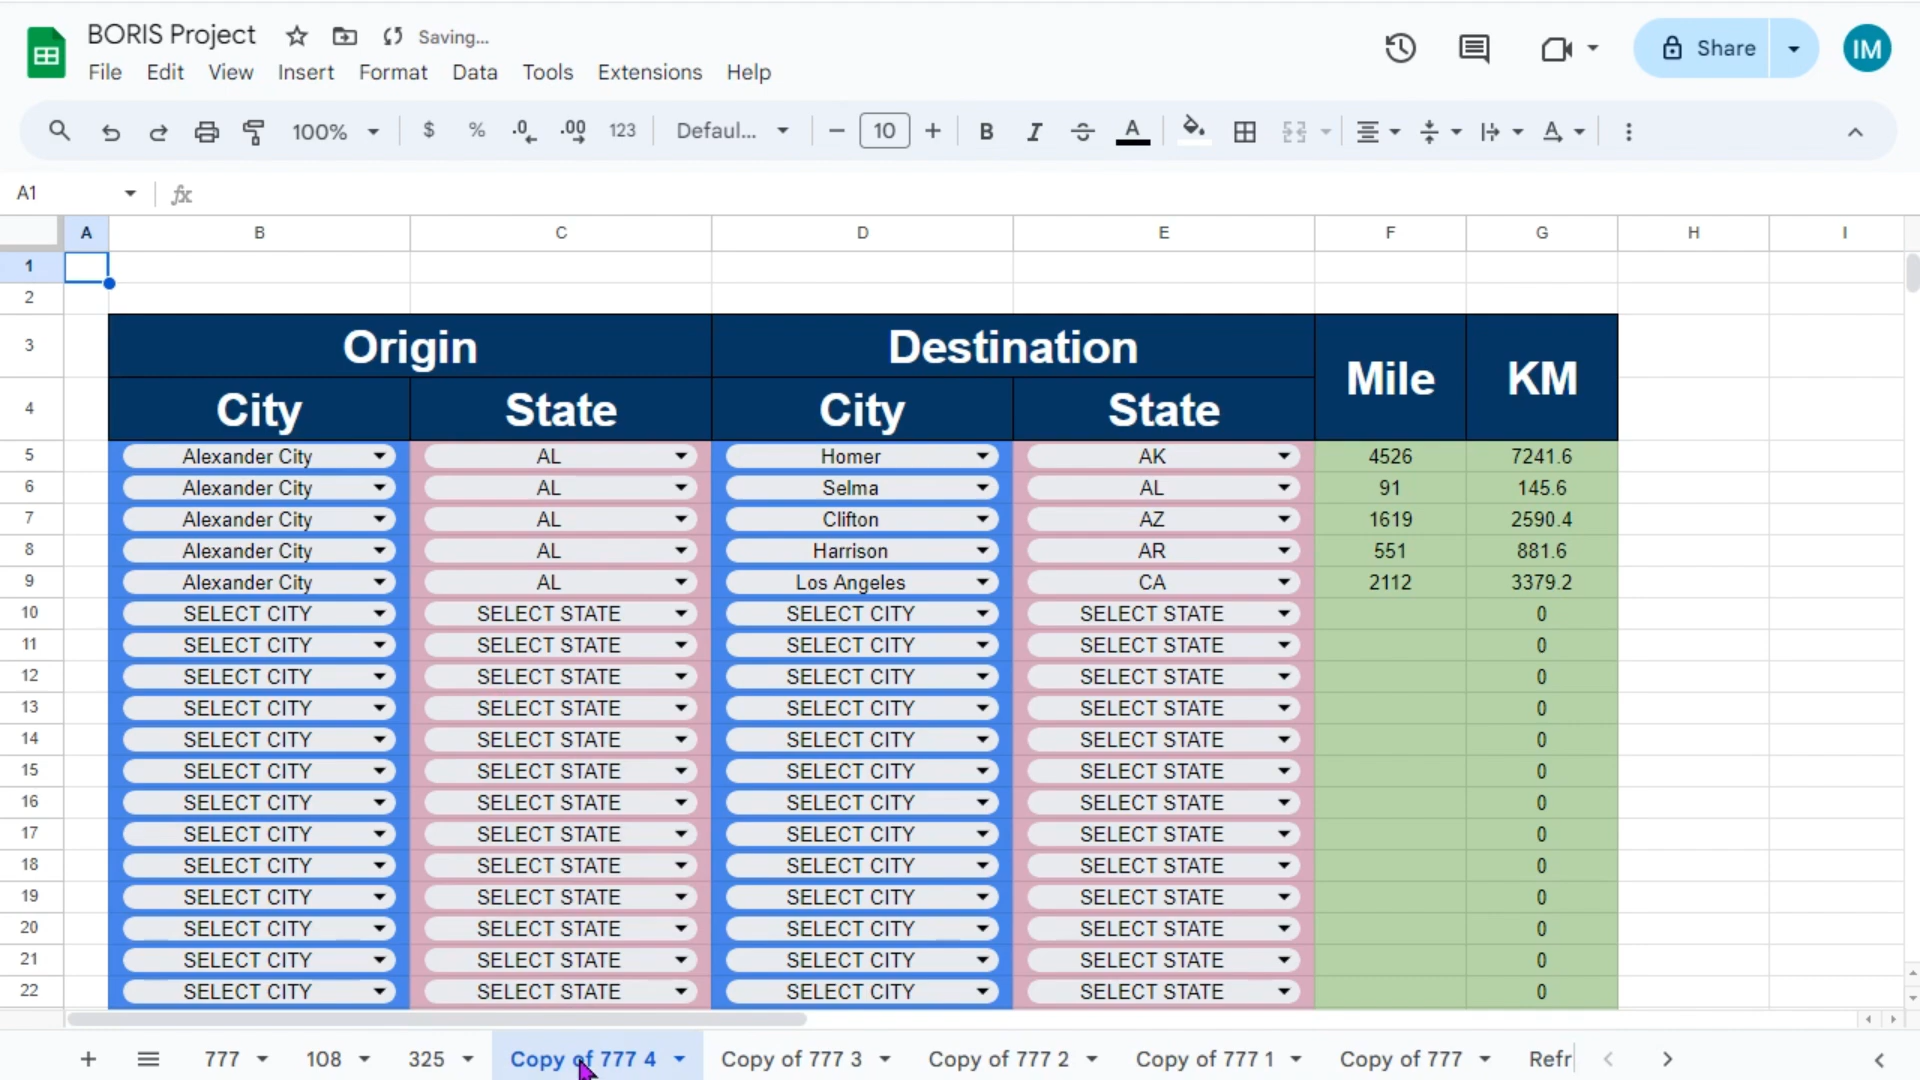 BORIS Project Saving...
File Edit View Insert Format Data Tools Extensions Help
Share IM
100% $ % .0 .00 123 Defaul... 10 B I A A
A1 fx
A B C D E F G H I
1
2
3 Origin Destination Mile KM
4 City State City State
5 Alexander City AL Homer AK 4526 7241.6
6 Alexander City AL Selma AL 91 145.6
7 Alexander City AL Clifton AZ 1619 2590.4
8 Alexander City AL Harrison AR 551 881.6
9 Alexander City AL Los Angeles CA 2112 3379.2
10 SELECT CITY SELECT STATE SELECT CITY SELECT STATE 0
11 SELECT CITY SELECT STATE SELECT CITY SELECT STATE 0
12 SELECT CITY SELECT STATE SELECT CITY SELECT STATE 0
13 SELECT CITY SELECT STATE SELECT CITY SELECT STATE 0
14 SELECT CITY SELECT STATE SELECT CITY SELECT STATE 0
15 SELECT CITY SELECT STATE SELECT CITY SELECT STATE 0
16 SELECT CITY SELECT STATE SELECT CITY SELECT STATE 0
17 SELECT CITY SELECT STATE SELECT CITY SELECT STATE 0
18 SELECT CITY SELECT STATE SELECT CITY SELECT STATE 0
19 SELECT CITY SELECT STATE SELECT CITY SELECT STATE 0
20 SELECT CITY SELECT STATE SELECT CITY SELECT STATE 0
21 SELECT CITY SELECT STATE SELECT CITY SELECT STATE 0
22 SELECT CITY SELECT STATE SELECT CITY SELECT STATE 0
777 108 325 Copy of 777 4 Copy of 777 3 Copy of 777 2 Copy of 777 1 Copy of 777 Refr